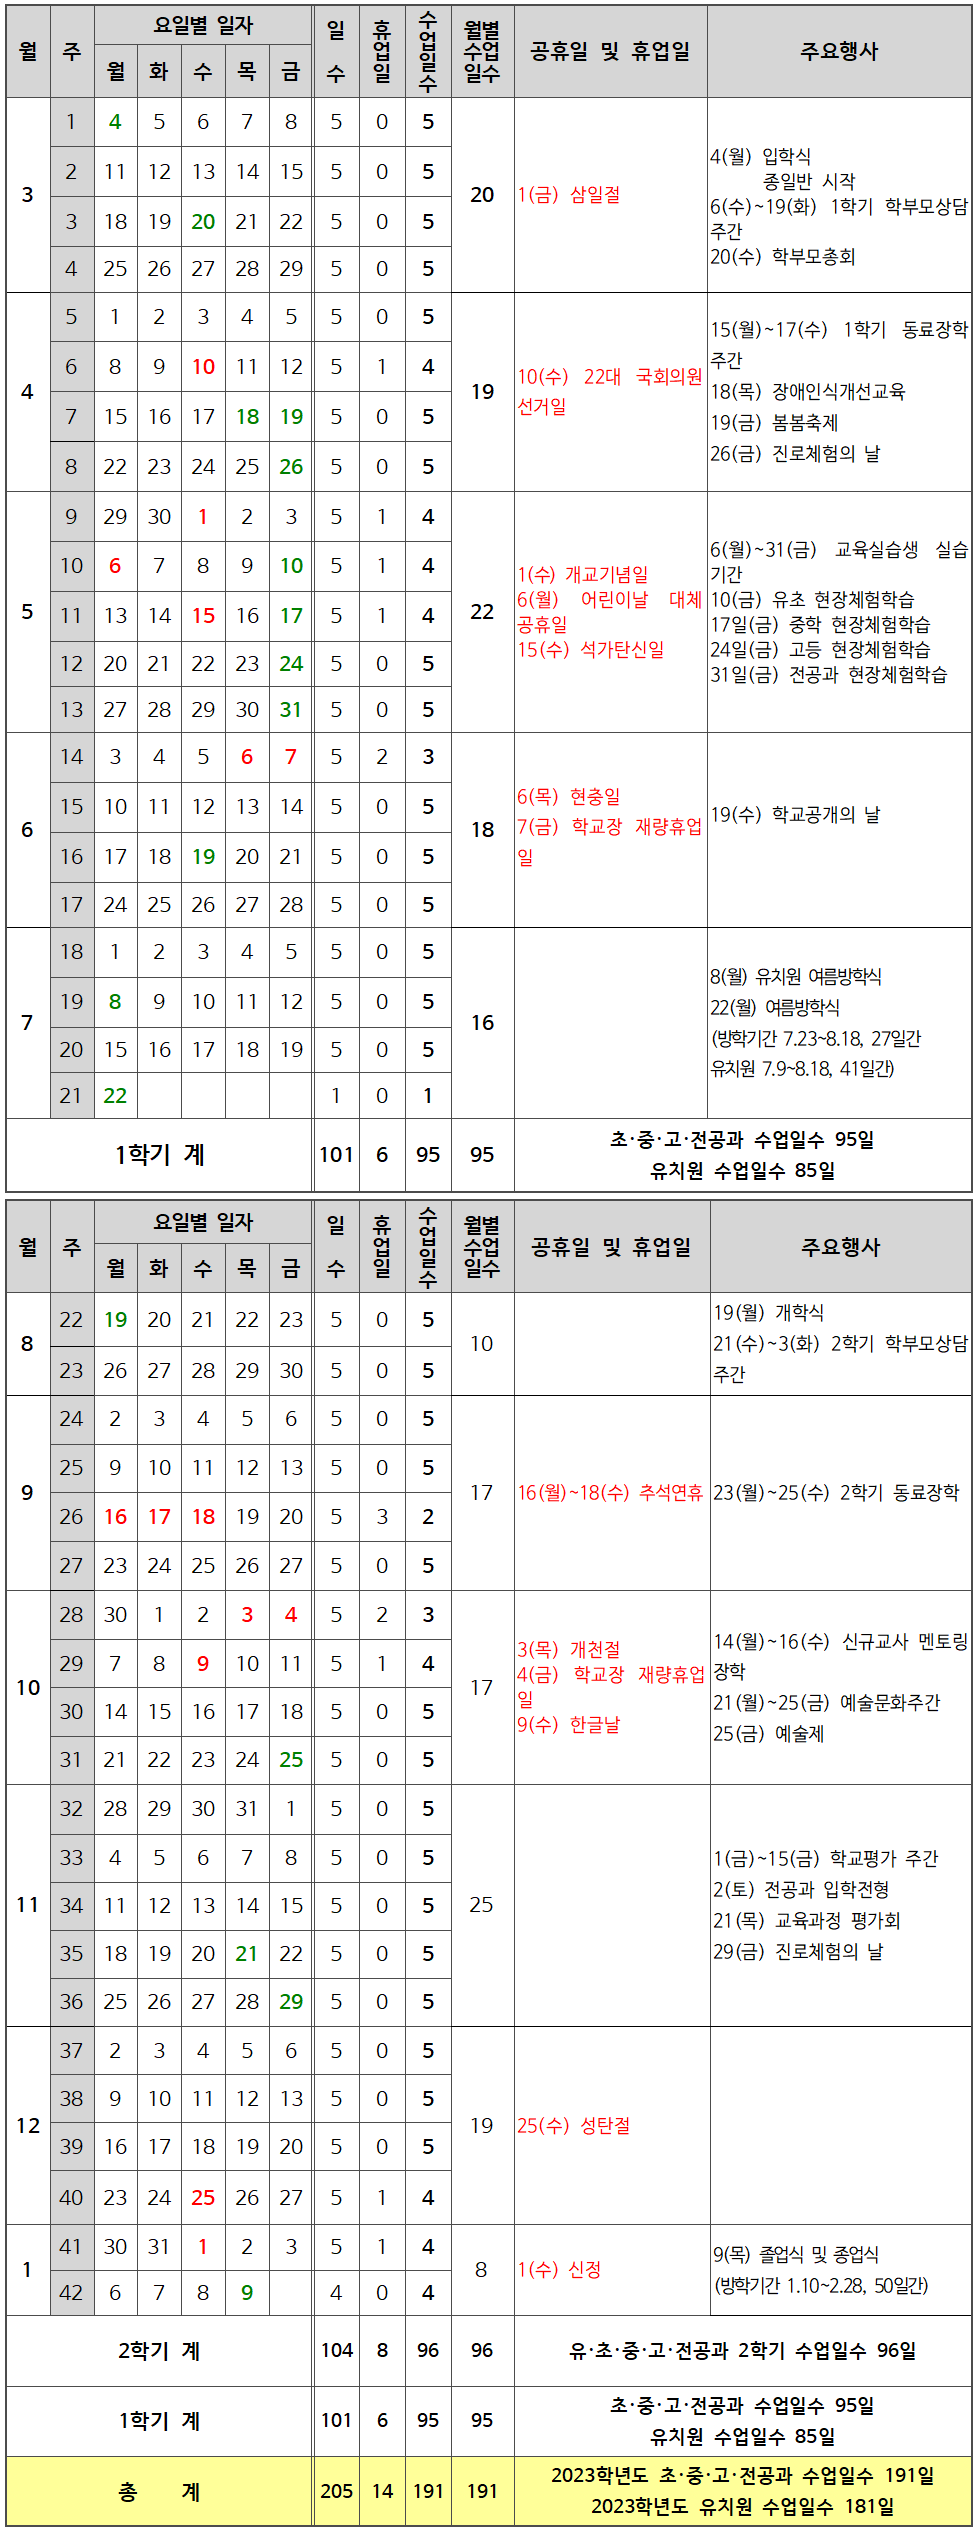 월 주 요일별 일자 일수 휴업일 수업일수 월별수업일수 공휴일 및 휴업일 주요행사
월 화 수 목 금
3
1 4 5 6 7 8 5 0 5
2 11 12 13 14 15 5 0 5
3 18 19 20 21 22 5 0 5
4 25 26 27 28 29 5 0 5
20
1(금) 삼일절
4(월) 입학식
종일반 시작
6(수)~19(화) 1학기 학부모상담
주간
20(수) 학부모총회
4
5 1 2 3 4 5 5 0 5
6 8 9 10 11 12 5 1 4
7 15 16 17 18 19 5 0 5
8 22 23 24 25 26 5 0 5
19
10(수) 22대 국회의원
선거일
15(월)~17(수) 1학기 동료장학
주간
18(목) 장애인식개선교육
19(금) 봄봄축제
26(금) 진로체험의 날
5
9 29 30 1 2 3 5 1 4
10 6 7 8 9 10 5 1 4
11 13 14 15 16 17 5 1 4
12 20 21 22 23 24 5 0 5
13 27 28 29 30 31 5 0 5
22
1(수) 개교기념일
6(월) 어린이날 대체
공휴일
15(수) 석가탄신일
6(월)~31(금) 교육실습생 실습
기간
10(금) 유초 현장체험학습
17일(금) 중학 현장체험학습
24일(금) 고등 현장체험학습
31일(금) 전공과 현장체험학습
6
14 3 4 5 6 7 5 2 3
15 10 11 12 13 14 5 0 5
16 17 18 19 20 21 5 0 5
17 24 25 26 27 28 5 0 5
18
6(목) 현충일
7(금) 학교장 재량휴업
일
19(수) 학교공개의 날
7
18 1 2 3 4 5 5 0 5
19 8 9 10 11 12 5 0 5
20 15 16 17 18 19 5 0 5
21 22 1 0 1
16
8(월) 유치원 여름방학식
22(월) 여름방학식
(방학기간 7.23~8.18, 27일간
유치원 7.9~8.18, 41일간)
1학기 계 101 6 95 95
초·중·고·전공과 수업일수 95일
유치원 수업일수 85일
월 주 요일별 일자 일수 휴업일 수업일수 월별수업일수 공휴일 및 휴업일 주요행사
월 화 수 목 금
8
22 19 20 21 22 23 5 0 5
23 26 27 28 29 30 5 0 5
10
19(월) 개학식
21(수)~3(화) 2학기 학부모상담
주간
9
24 2 3 4 5 6 5 0 5
25 9 10 11 12 13 5 0 5
26 16 17 18 19 20 5 3 2
27 23 24 25 26 27 5 0 5
17
16(월)~18(수) 추석연휴
23(월)~25(수) 2학기 동료장학
10
28 30 1 2 3 4 5 2 3
29 7 8 9 10 11 5 1 4
30 14 15 16 17 18 5 0 5
31 21 22 23 24 25 5 0 5
17
3(목) 개천절
4(금) 학교장 재량휴업
일
9(수) 한글날
14(월)~16(수) 신규교사 멘토링
장학
21(월)~25(금) 예술문화주간
25(금) 예술제
11
32 28 29 30 31 1 5 0 5
33 4 5 6 7 8 5 0 5
34 11 12 13 14 15 5 0 5
35 18 19 20 21 22 5 0 5
36 25 26 27 28 29 5 0 5
25
1(금)~15(금) 학교평가 주간
2(토) 전공과 입학전형
21(목) 교육과정 평가회
29(금) 진로체험의 날
12
37 2 3 4 5 6 5 0 5
38 9 10 11 12 13 5 0 5
39 16 17 18 19 20 5 0 5
40 23 24 25 26 27 5 1 4
19
25(수) 성탄절
1
41 30 31 1 2 3 5 1 4
42 6 7 8 9 4 0 4
8
1(수) 신정
9(목) 졸업식 및 종업식
(방학기간 1.10~2.28, 50일간)
2학기 계 104 8 96 96 유·초·중·고·전공과 2학기 수업일수 96일
1학기 계 101 6 95 95
초·중·고·전공과 수업일수 95일
유치원 수업일수 85일
총 계 205 14 191 191
2023학년도 초·중·고·전공과 수업일수 191일
2023학년도 유치원 수업일수 181일